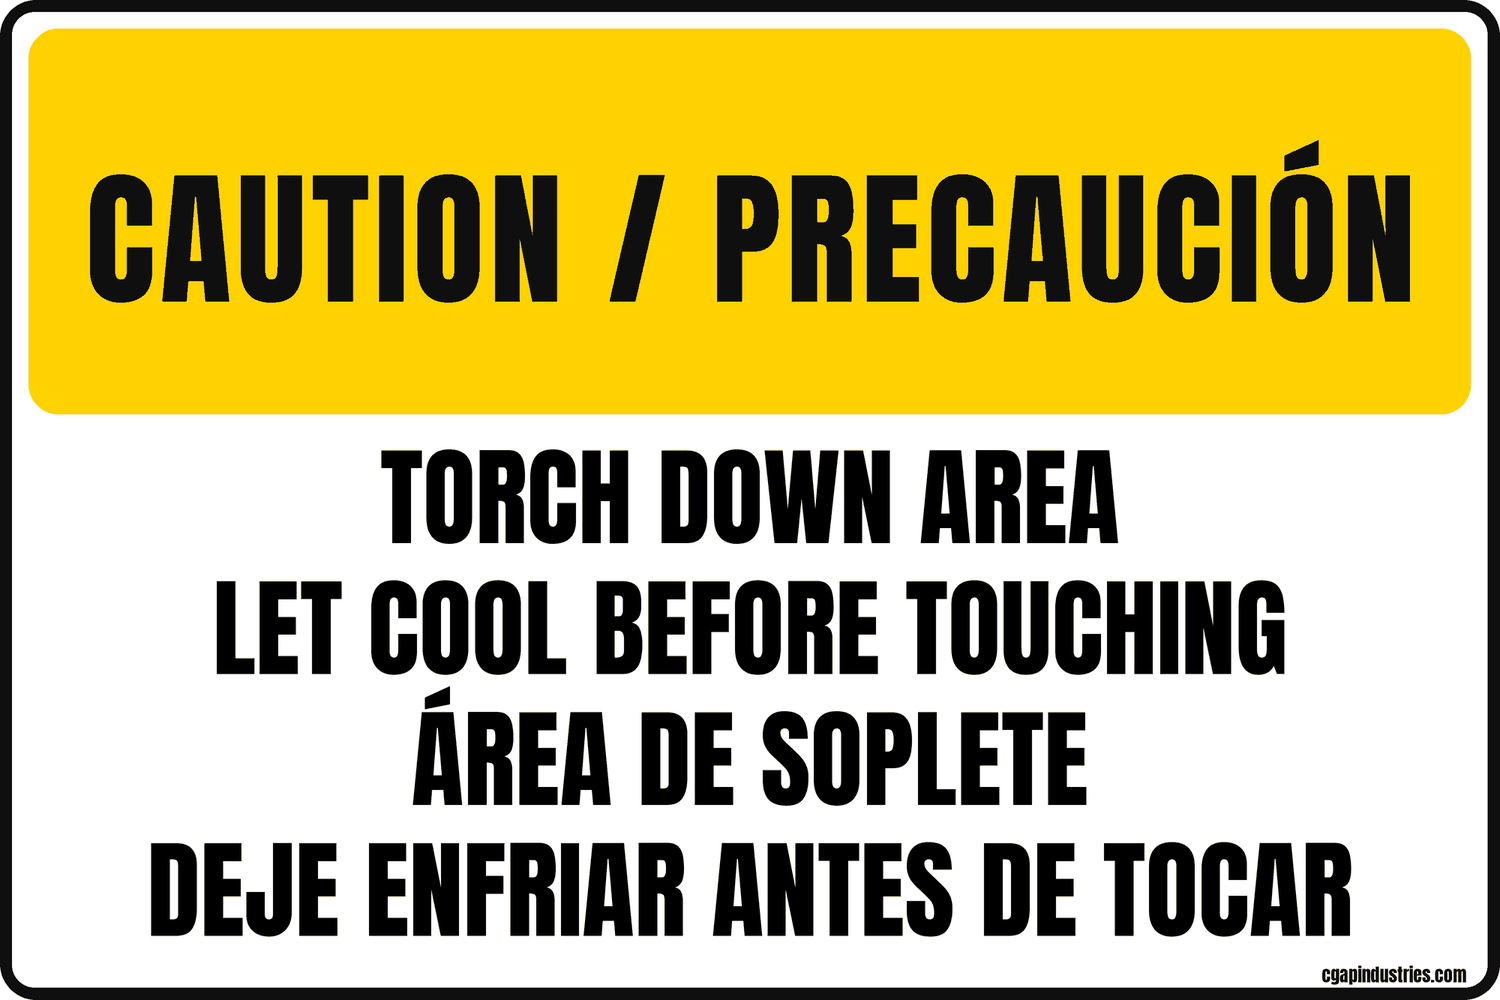 CAUTION / PRECAUCIÓN
TORCH DOWN AREA
LET COOL BEFORE TOUCHING
ÁREA DE SOPLETE
DEJE ENFRIAR ANTES DE TOCAR
cgapindustries.com